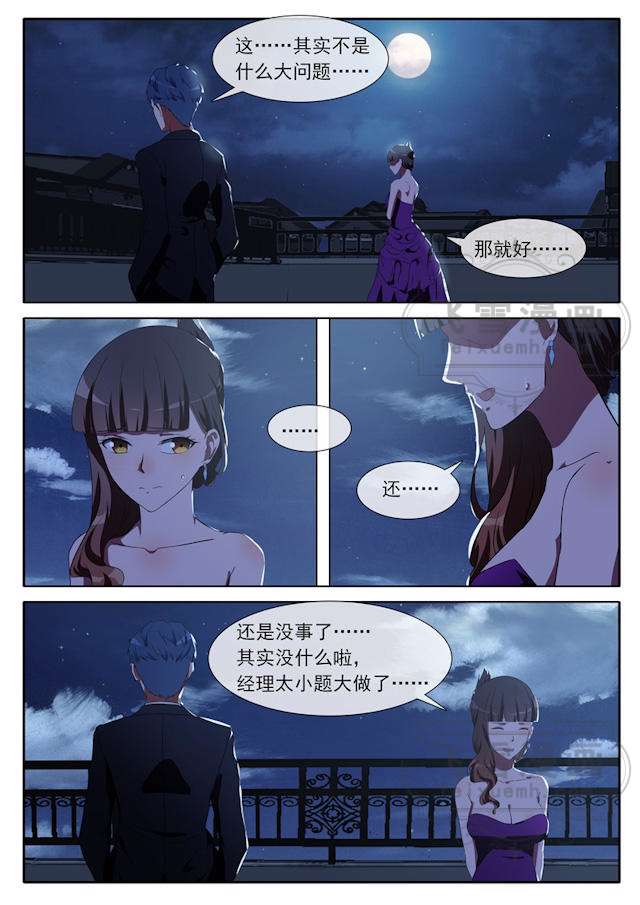 这……其实不是
什么大问题……
那就好……
……
还……
还是没事了……
其实没什么啦，
经理太小题大做了……